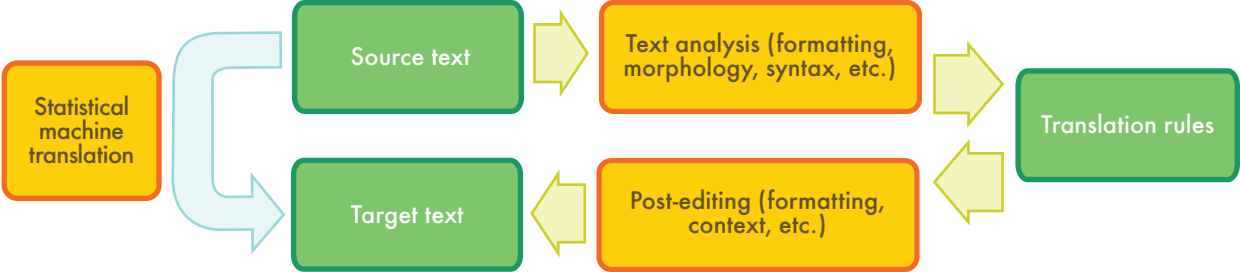 Source text
Text analysis (formatting,
morphology, syntax, etc.)
Statistical
machine
translation
Translation rules
Target text
Post-editing (formatting,
context, etc.)